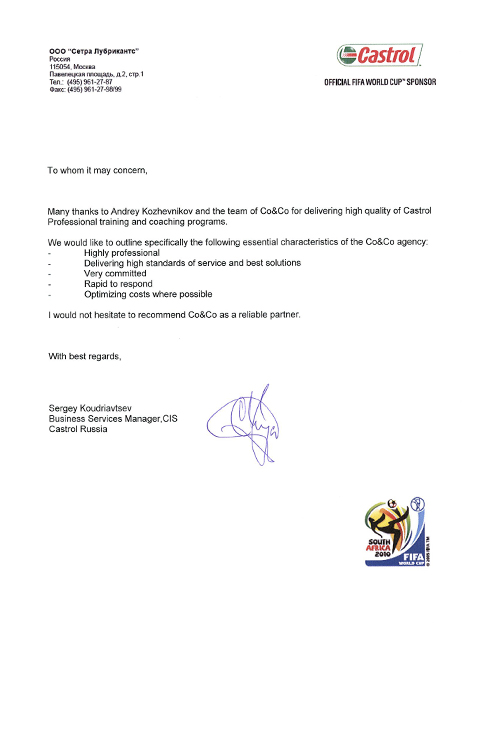 ООО "Сетра Лубрикантс"
Россия
115054, Москва
Павелецкая площадь, д.2, стр.1
Тел.: (495) 961-27-87
Факс: (495) 961-27-98/99
Castrol
OFFICIAL FIFA WORLD CUP™ SPONSOR
To whom it may concern,
Many thanks to Andrey Kozhevnikov and the team of Co&Co for delivering high quality of Castrol
Professional training and coaching programs.
We would like to outline specifically the following essential characteristics of the Co&Co agency:
- Highly professional
- Delivering high standards of service and best solutions
- Very committed
- Rapid to respond
- Optimizing costs where possible
I would not hesitate to recommend Co&Co as a reliable partner.
With best regards,
Sergey Koudriavtsev
Business Services Manager,CIS
Castrol Russia
SOUTH
AFRICA
2010
FIFA
WORLD CUP